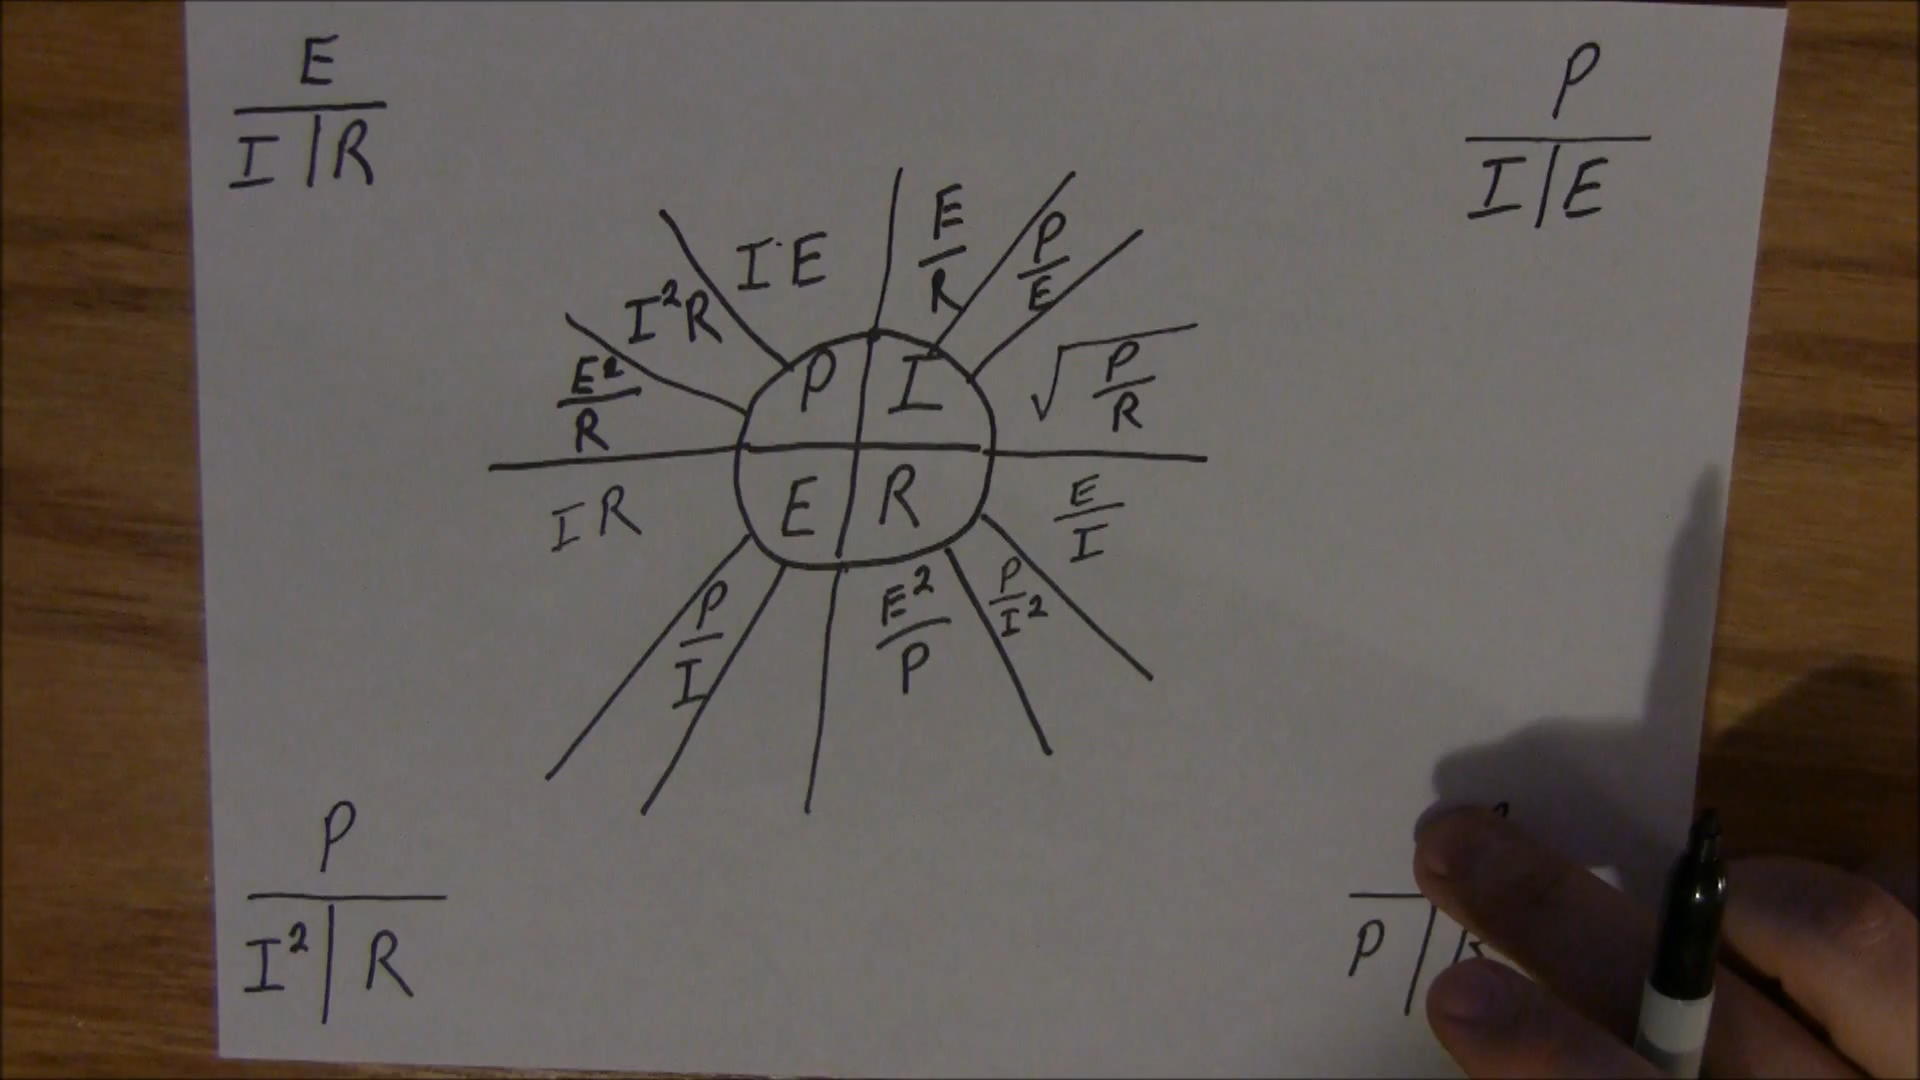 E
I | R
P
I | E
I E
E/R
P/E
I²R
E²/R
√(P/R)
P
I
E
R
IR
E/I
P/I
E²/P
P/I²
P
I² | R
P | R